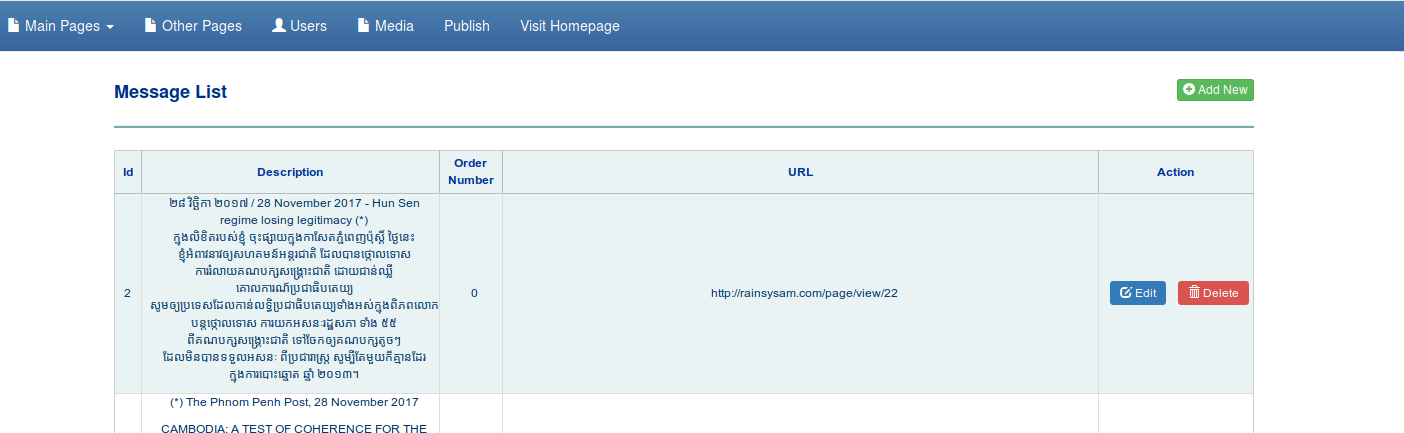 Main Pages
Other Pages
Users
Media
Publish
Visit Homepage
Message List
Add New
Id
Description
Order
Number
URL
Action
២៨ វិច្ឆិកា ២០១៧ / 28 November 2017 - Hun Sen
regime losing legitimacy (*)
ក្នុងលិខិតរបស់ខ្ញុំ ចុះផ្សាយក្នុងកាសែតភ្នំពេញប៉ុស្តិ៍ ថ្ងៃនេះ
ខ្ញុំអំពាវនាវឲ្យសហគមន៍អន្តរជាតិ ដែលបានថ្កោលទោស
ការរំលាយគណបក្សសង្គ្រោះជាតិ ដោយជាន់ឈ្លី
គោលការណ៍ប្រជាធិបតេយ្យ
សូមឲ្យប្រទេសដែលកាន់លទ្ធិប្រជាធិបតេយ្យទាំងអស់ក្នុងពិភពលោក
បន្តថ្កោលទោស ការយកអសនៈរដ្ឋសភា ទាំង ៥៥
ពីគណបក្សសង្គ្រោះជាតិ ទៅចែកឲ្យគណបក្សតូចៗ
ដែលមិនបានទទួលអសនៈ ពីប្រជារាស្ត្រ សូម្បីតែមួយក៏គ្មានដែរ
ក្នុងការបោះឆ្នោត ឆ្នាំ ២០១៣។
2
0
http://rainsysam.com/page/view/22
Edit
Delete
(*) The Phnom Penh Post, 28 November 2017
CAMBODIA: A TEST OF COHERENCE FOR THE